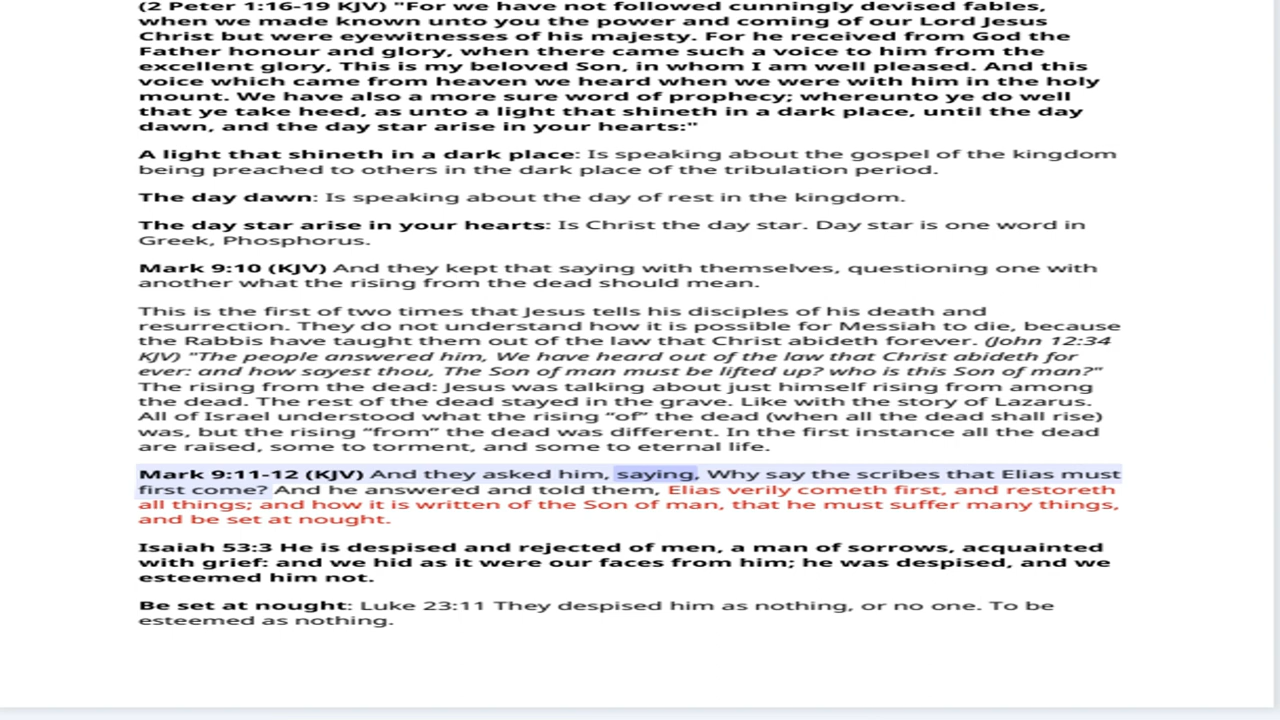 (2 Peter 1:16-19 KJV) "For we have not followed cunningly devised fables,
when we made known unto you the power and coming of our Lord Jesus
Christ but were eyewitnesses of his majesty. For he received from God the
Father honour and glory, when there came such a voice to him from the
excellent glory, This is my beloved Son, in whom I am well pleased. And this
voice which came from heaven we heard when we were with him in the holy
mount. We have also a more sure word of prophecy; whereunto ye do well
that ye take heed, as unto a light that shineth in a dark place, until the day
dawn, and the day star arise in your hearts:"
A light that shineth in a dark place: Is speaking about the gospel of the kingdom
being preached to others in the dark place of the tribulation period.
The day dawn: Is speaking about the day of rest in the kingdom.
The day star arise in your hearts: Is Christ the day star. Day star is one word in
Greek, Phosphorus.
Mark 9:10 (KJV) And they kept that saying with themselves, questioning one with
another what the rising from the dead should mean.
This is the first of two times that Jesus tells his disciples of his death and
resurrection. They do not understand how it is possible for Messiah to die, because
the Rabbis have taught them out of the law that Christ abideth forever. (John 12:34
KJV) "The people answered him, We have heard out of the law that Christ abideth for
ever: and how sayest thou, The Son of man must be lifted up? who is this Son of man?"
The rising from the dead: Jesus was talking about just himself rising from among
the dead. The rest of the dead stayed in the grave. Like with the story of Lazarus.
All of Israel understood what the rising “of” the dead (when all the dead shall rise)
was, but the rising “from” the dead was different. In the first instance all the dead
are raised, some to torment, and some to eternal life.
Mark 9:11-12 (KJV) And they asked him, saying, Why say the scribes that Elias must
first come? And he answered and told them, Elias verily cometh first, and restoreth
all things; and how it is written of the Son of man, that he must suffer many things,
and be set at nought.
Isaiah 53:3 He is despised and rejected of men, a man of sorrows, acquainted
with grief: and we hid as it were our faces from him; he was despised, and we
esteemed him not.
Be set at nought: Luke 23:11 They despised him as nothing, or no one. To be
esteemed as nothing.